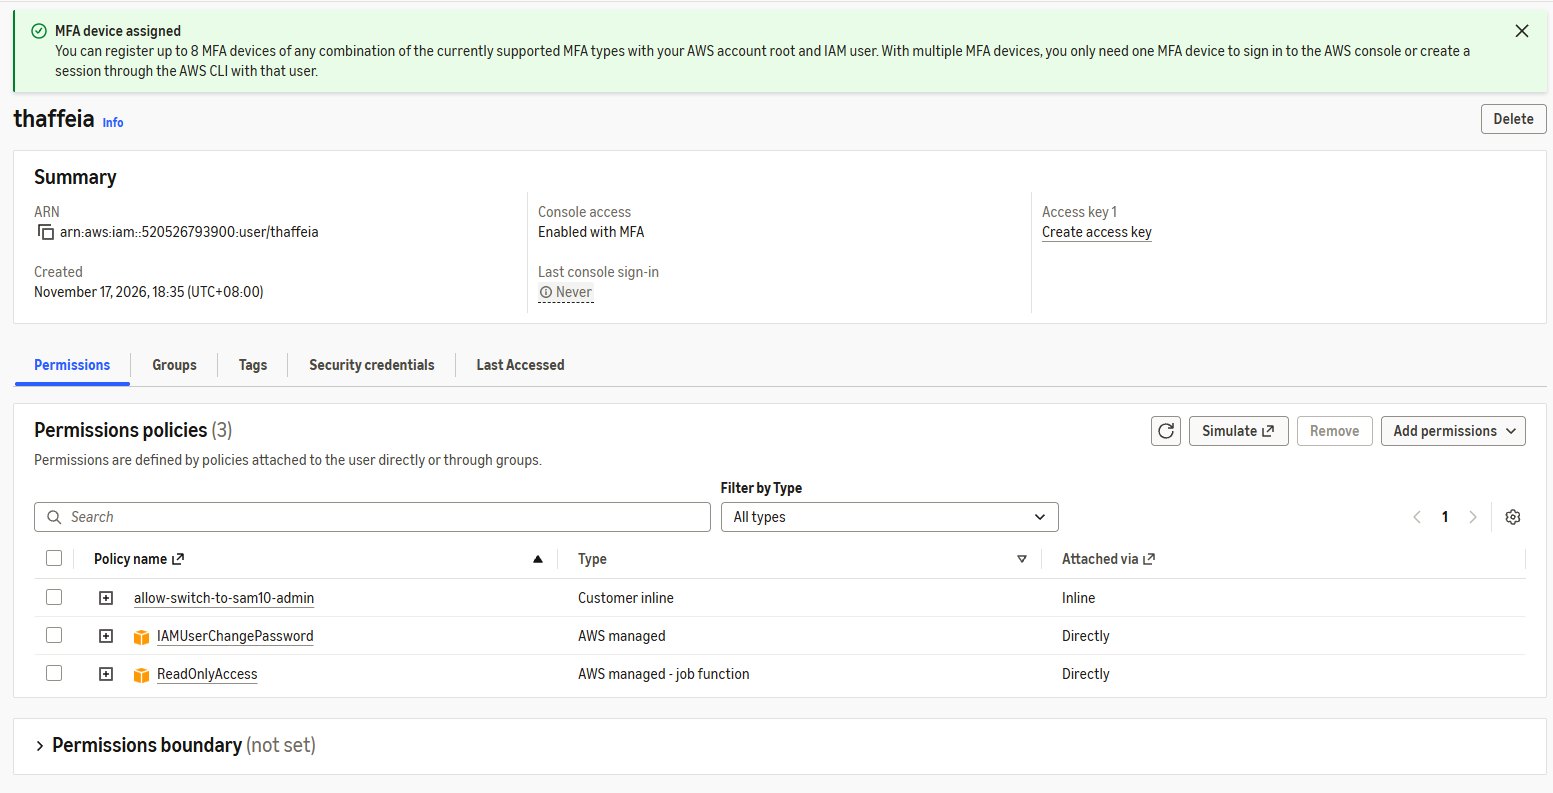 MFA device assigned
You can register up to 8 MFA devices of any combination of the currently supported MFA types with your AWS account root and IAM user. With multiple MFA devices, you only need one MFA device to sign in to the AWS console or create a
session through the AWS CLI with that user.
thaffeia Info
Delete
Summary
ARN
arn:aws:iam::520526793900:user/thaffeia
Created
November 17, 2026, 18:35 (UTC+08:00)
Console access
Enabled with MFA
Last console sign-in
Never
Access key 1
Create access key
Permissions
Groups
Tags
Security credentials
Last Accessed
Permissions policies (3)
Simulate
Remove
Add permissions
Permissions are defined by policies attached to the user directly or through groups.
Filter by Type
Search
All types
1
Policy name
Type
Attached via
allow-switch-to-sam10-admin
Customer inline
Inline
IAMUserChangePassword
AWS managed
Directly
ReadOnlyAccess
AWS managed - job function
Directly
Permissions boundary (not set)